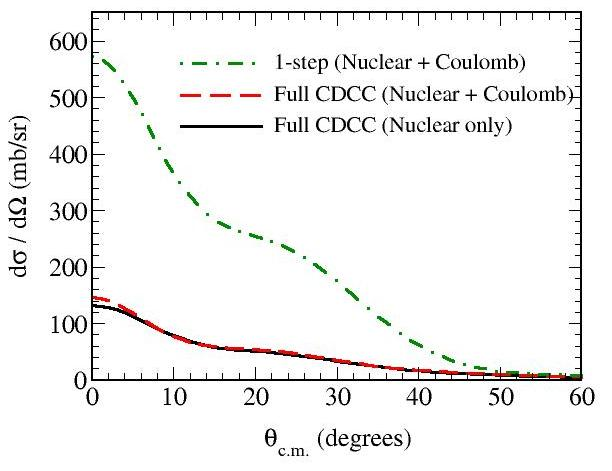 600
500
400
300
200
100
0
dσ / dΩ (mb/sr)
1-step (Nuclear + Coulomb)
Full CDCC (Nuclear + Coulomb)
Full CDCC (Nuclear only)
0 10 20 30 40 50 60
θc.m. (degrees)